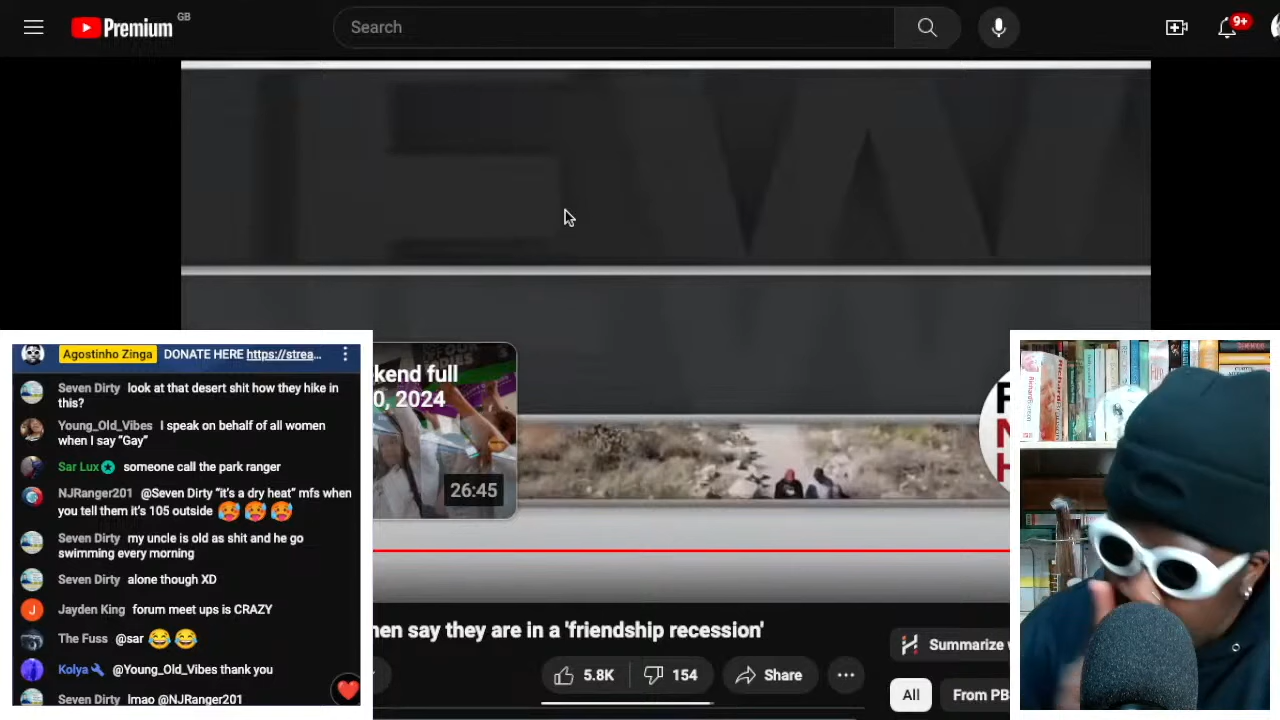 Premium GB
Search
9+
EW
kend full
0, 2024
26:45
Agostinho Zinga DONATE HERE https://strea...
Seven Dirty look at that desert shit how they hike in
this?
Young_Old_Vibes I speak on behalf of all women
when I say “Gay”
Sar Lux someone call the park ranger
NJRanger201 @Seven Dirty “it’s a dry heat” mfs when
you tell them it’s 105 outside 🥵 🥵 🥵
Seven Dirty my uncle is old as shit and he go
swimming every morning
Seven Dirty alone though XD
J Jayden King forum meet ups is CRAZY
The Fuss @sar 😂 😂
Kolya @Young_Old_Vibes thank you
Seven Dirty lmao @NJRanger201
men say they are in a 'friendship recession'
5.8K 154 Share ...
Summarize
All From PB